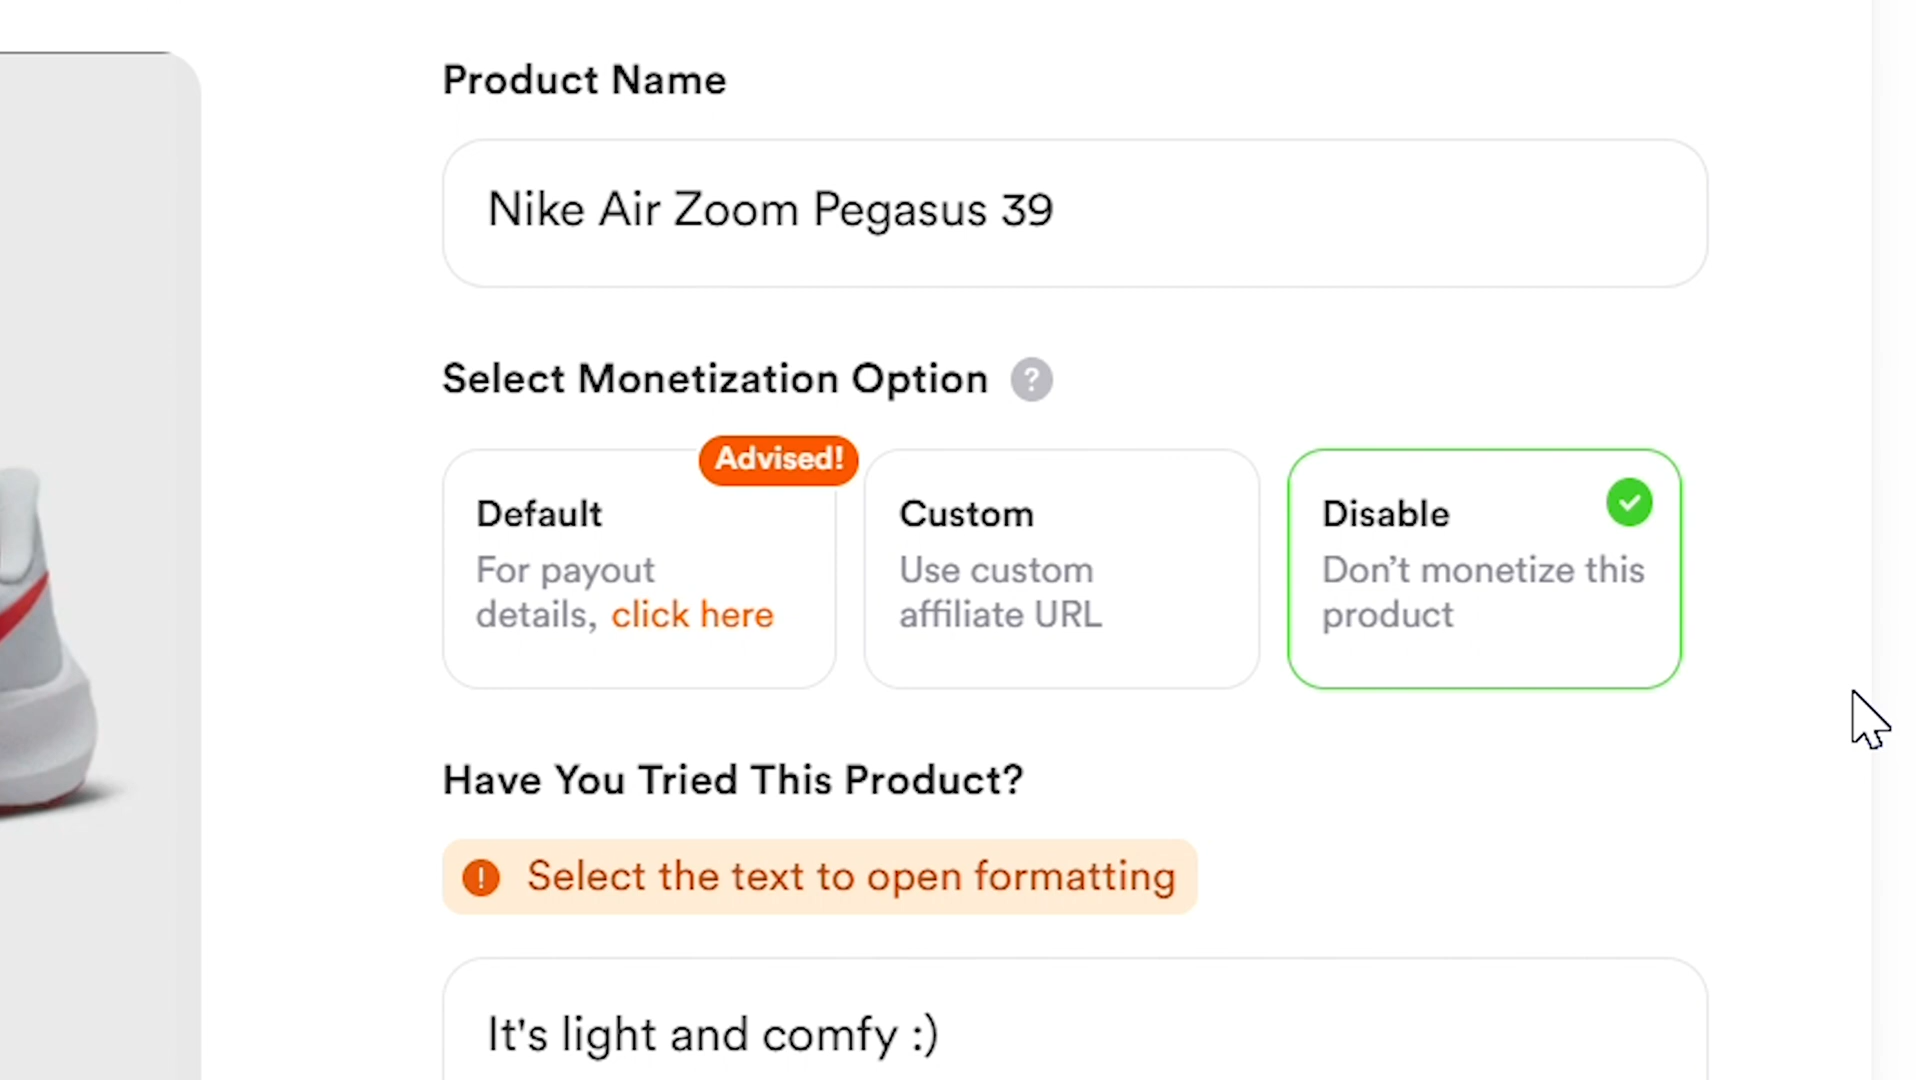 Product Name
Nike Air Zoom Pegasus 39
Select Monetization Option ?
Advised!
Default
For payout
details, click here
Custom
Use custom
affiliate URL
Disable
Don’t monetize this
product
Have You Tried This Product?
! Select the text to open formatting
It's light and comfy :)